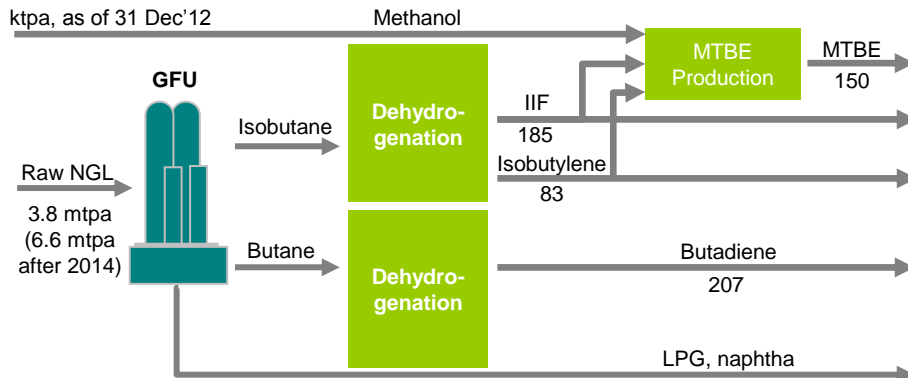 ktpa, as of 31 Dec'12
Methanol
MTBE
Production
MTBE
150
GFU
Isobutane
Dehydro-
genation
IIF
185
Isobutylene
83
Raw NGL
3.8 mtpa
(6.6 mtpa
after 2014)
Butane
Dehydro-
genation
Butadiene
207
LPG, naphtha